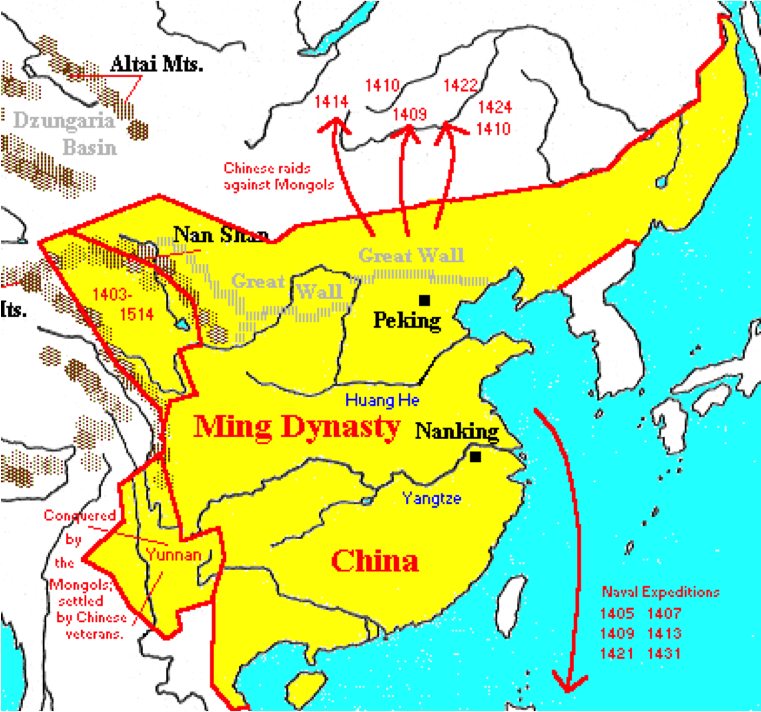 Altai Mts.
Dzungaria
Basin
1410
1422
1414
1409
1424
1410
Chinese raids
against Mongols
Nan Shan
Great Wall
Great Wall
1403-
1514
Mts.
Peking
Huang He
Ming Dynasty
Nanking
Yangtze
Conquered
by
the
Mongols;
settled
by Chinese
veterans.
Yunnan
China
Naval Expeditions
1405 1407
1409 1413
1421 1431